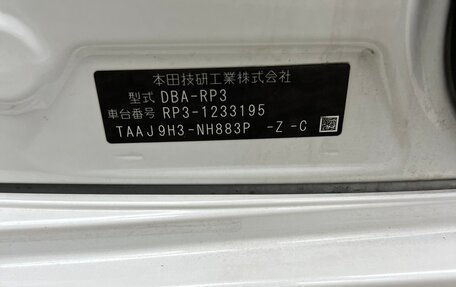 本田技研工業株式会社
型式 DBA-RP3
車台番号 RP3-1233195
TAAJ9H3-NH883P -Z -C